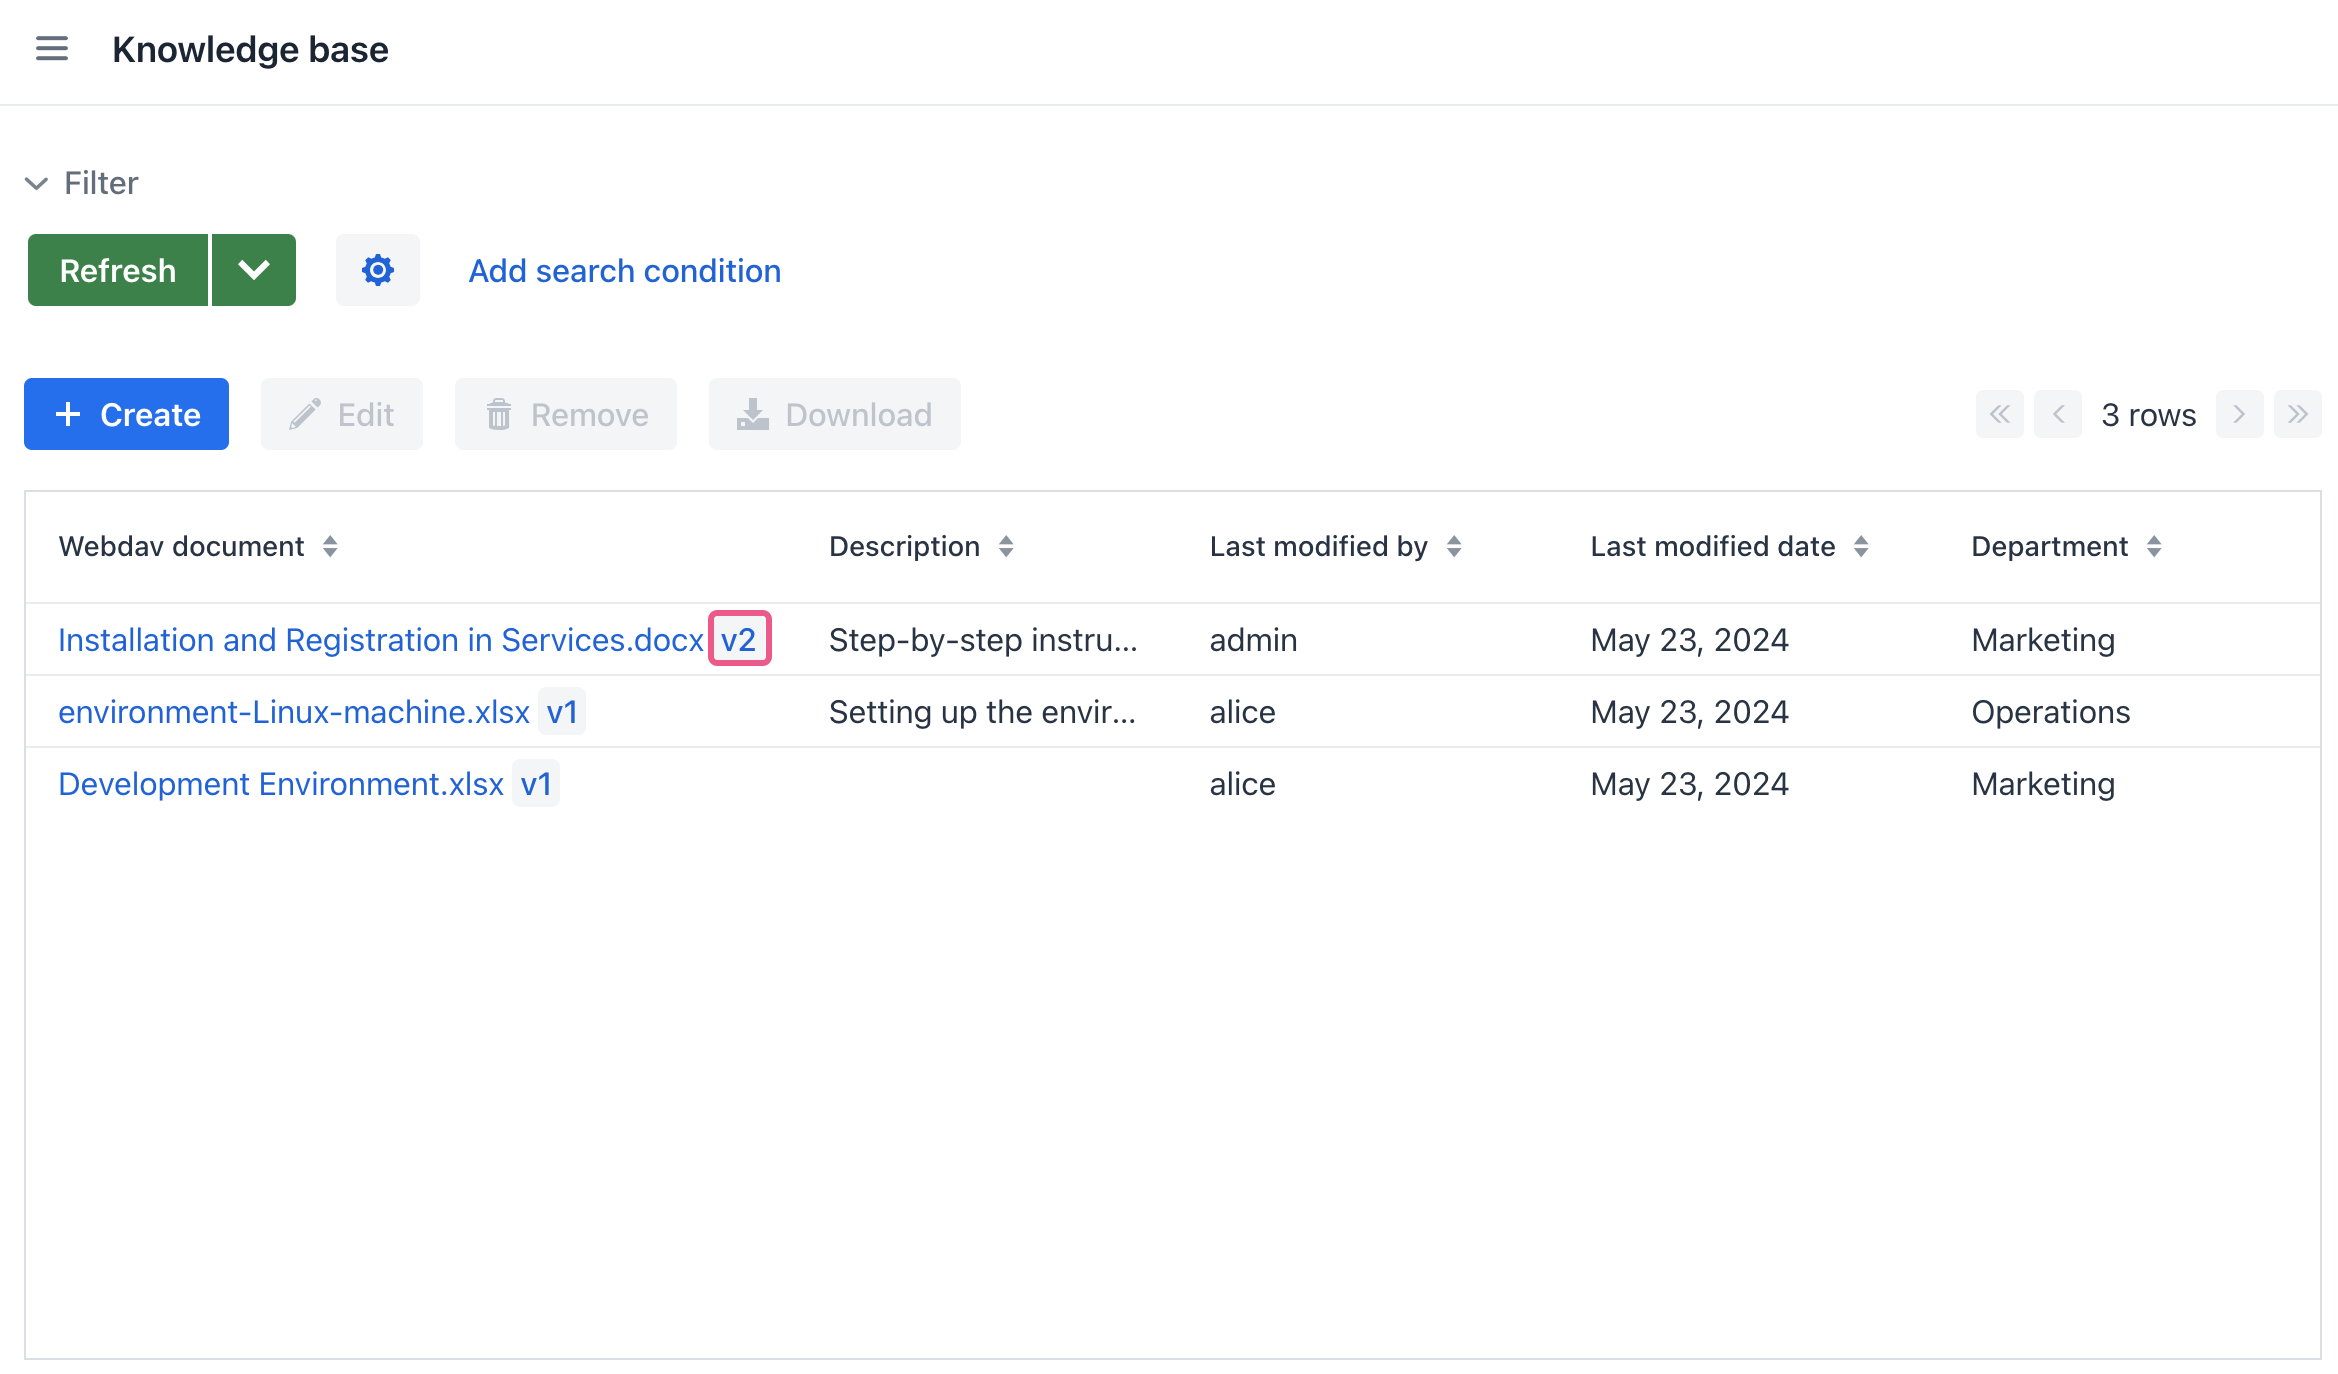 Knowledge base
Filter
Refresh Add search condition
Create Edit Remove Download 3 rows
Webdav document Description Last modified by Last modified date Department
Installation and Registration in Services.docx v2 Step-by-step instru... admin May 23, 2024 Marketing
environment-Linux-machine.xlsx v1 Setting up the envir... alice May 23, 2024 Operations
Development Environment.xlsx v1 alice May 23, 2024 Marketing